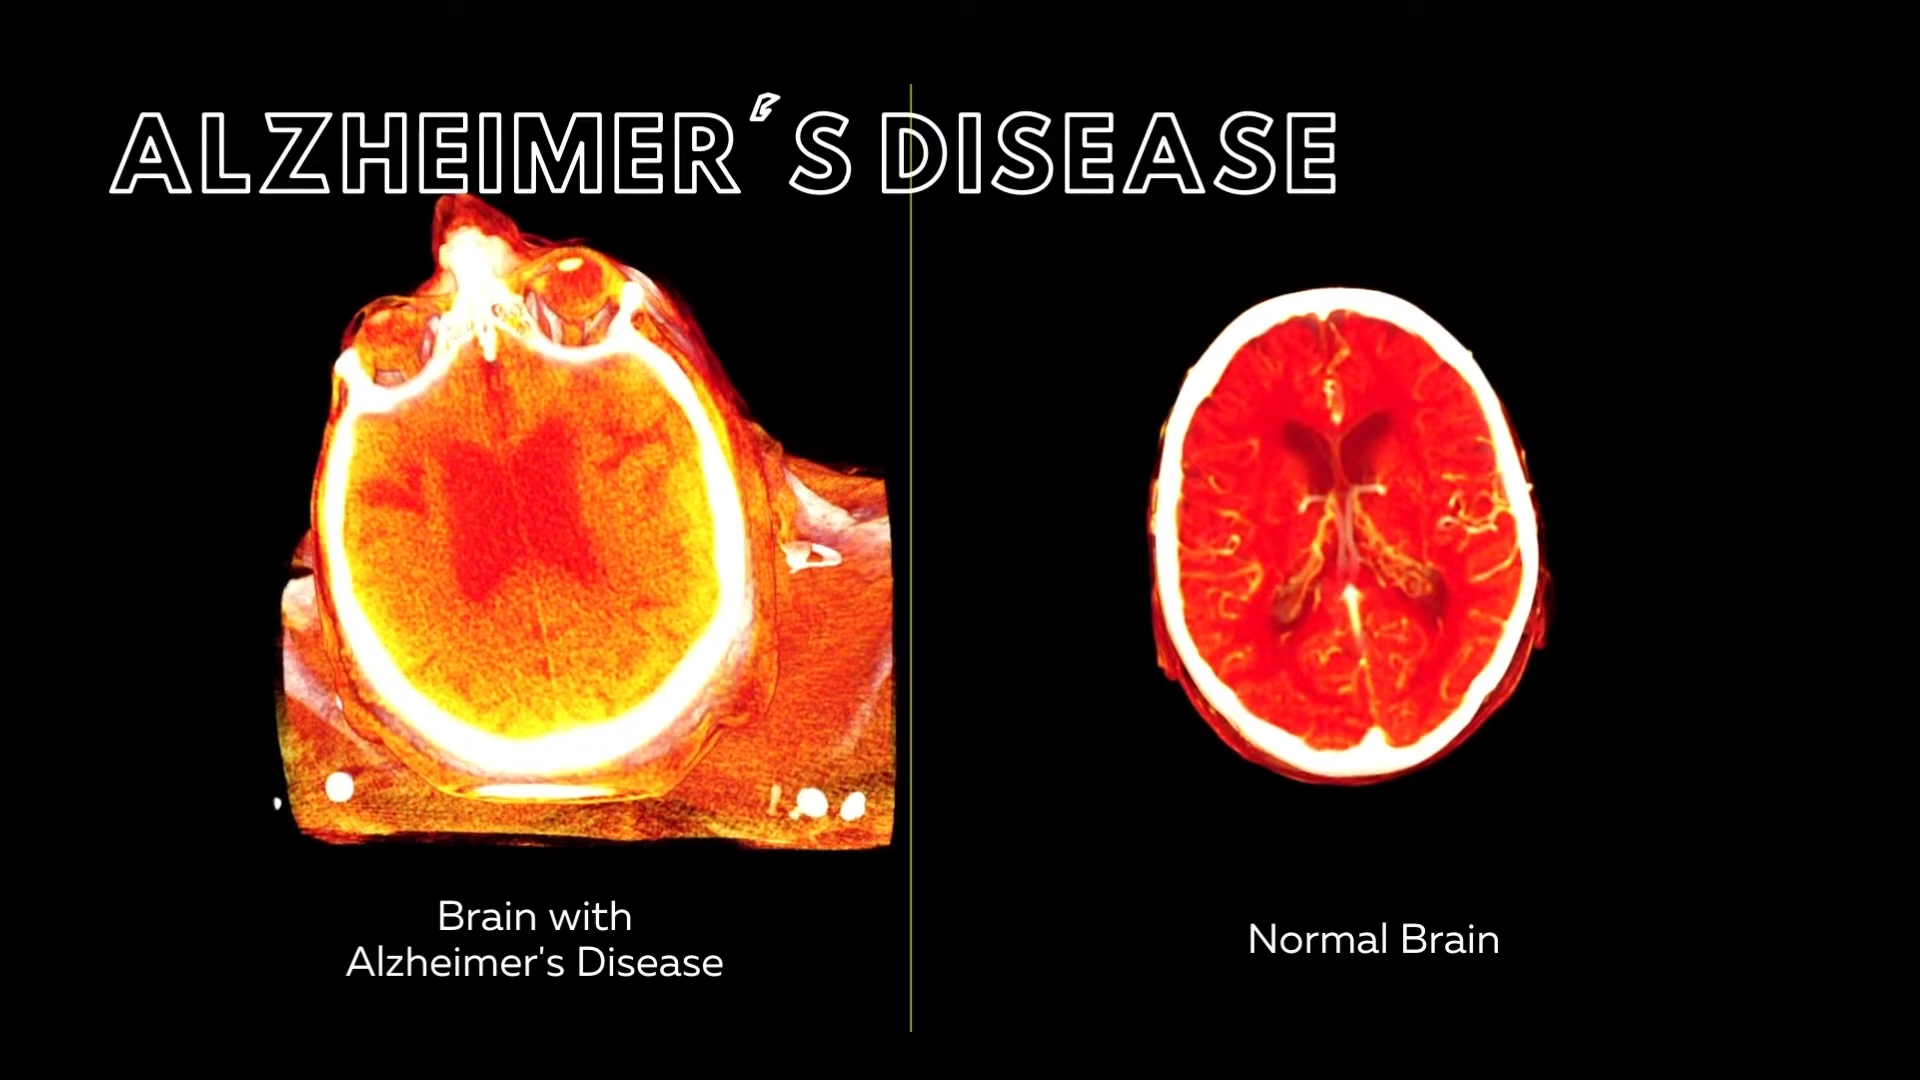 ALZHEIMER´S DISEASE
Brain with
Alzheimer's Disease
Normal Brain